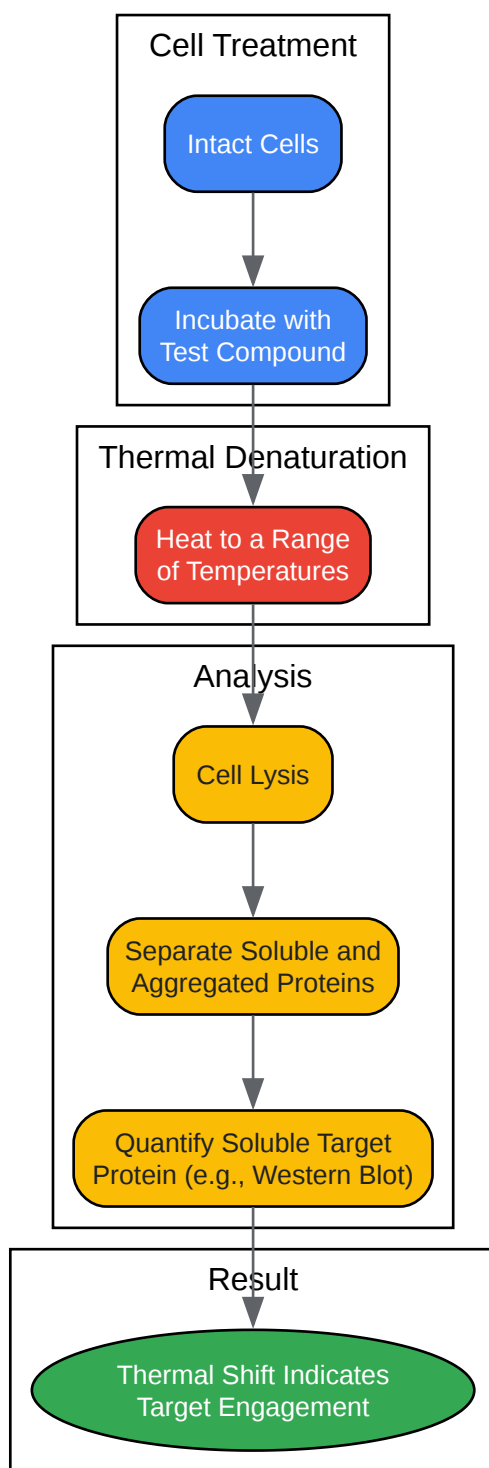 Cell Treatment
Intact Cells
Incubate with
Test Compound
Thermal Denaturation
Heat to a Range
of Temperatures
Analysis
Cell Lysis
Separate Soluble and
Aggregated Proteins
Quantify Soluble Target
Protein (e.g., Western Blot)
Result
Thermal Shift Indicates
Target Engagement